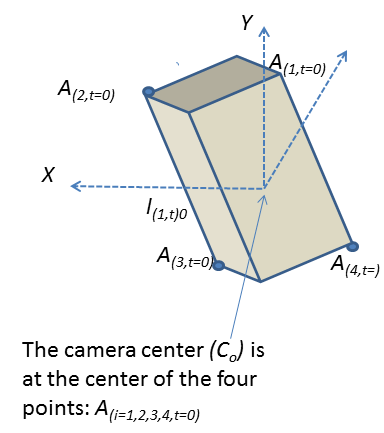 Y
A(1,t=0)
A(2,t=0)
X
I(1,t)0
A(3,t=0)
A(4,t=)
The camera center (Co) is
at the center of the four
points: A(i=1,2,3,4,t=0)